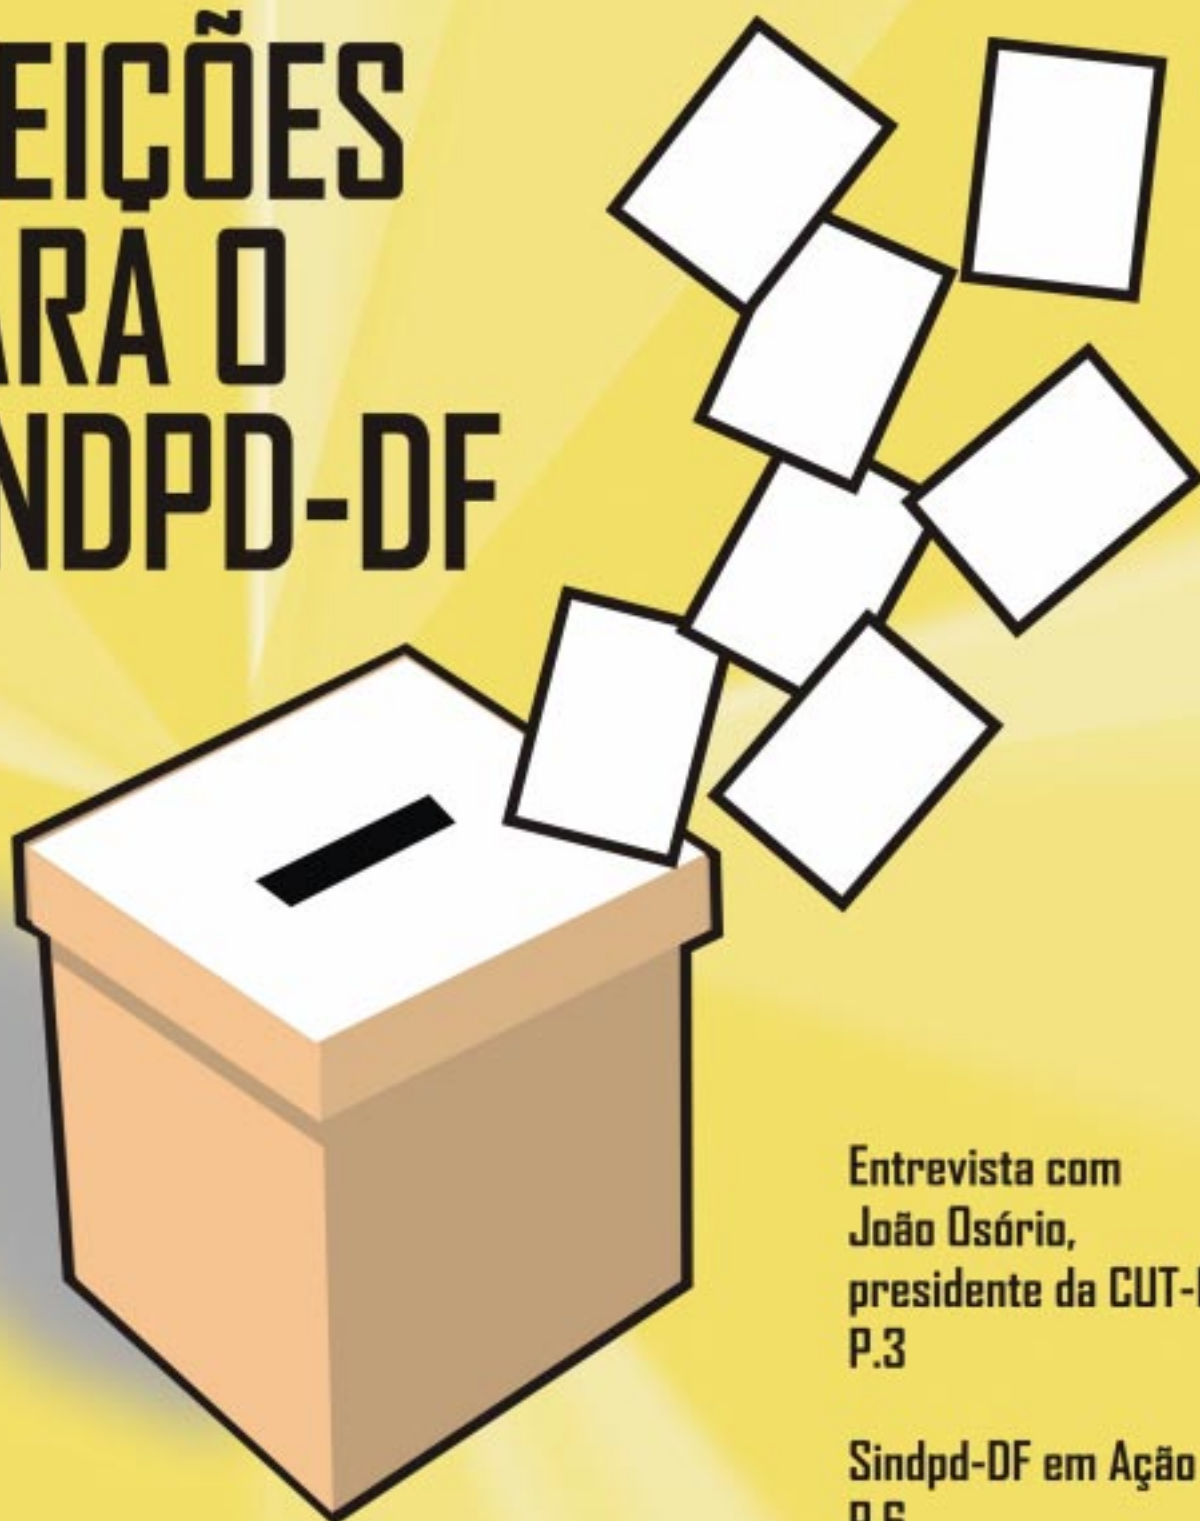 EIÇÕES
ARA O
NDPD-DF
Entrevista com
João Osório,
presidente da CUT-
P.3
Sindpd-DF em Ação